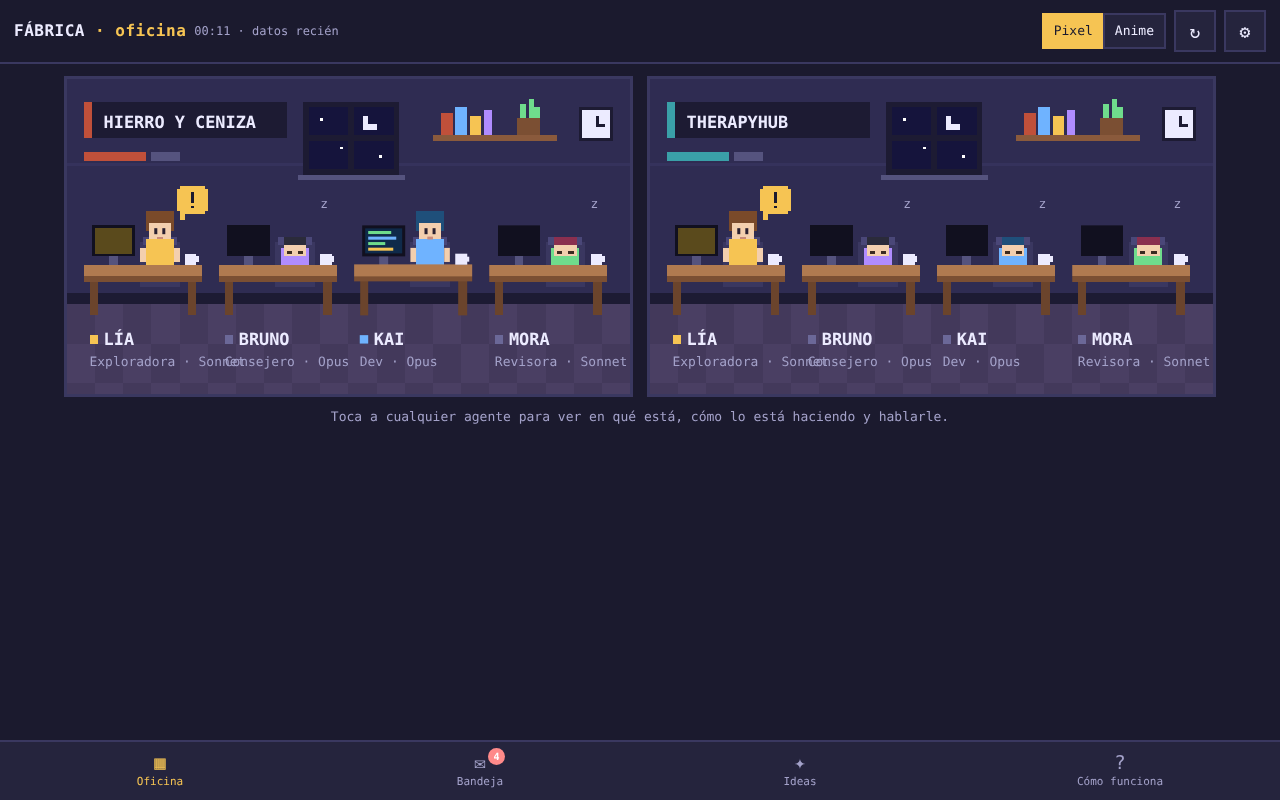 FÁBRICA · oficina 00:11 · datos recién
Pixel
Anime
HIERRO Y CENIZA
THERAPYHUB
!
z
z
!
z
z
z
LÍA
BRUNO
KAI
MORA
Exploradora · Sonnet
Consejero · Opus
Dev · Opus
Revisora · Sonnet
LÍA
BRUNO
KAI
MORA
Exploradora · Sonnet
Consejero · Opus
Dev · Opus
Revisora · Sonnet
Toca a cualquier agente para ver en qué está, cómo lo está haciendo y hablarle.
Oficina
4
Bandeja
Ideas
?
Cómo funciona